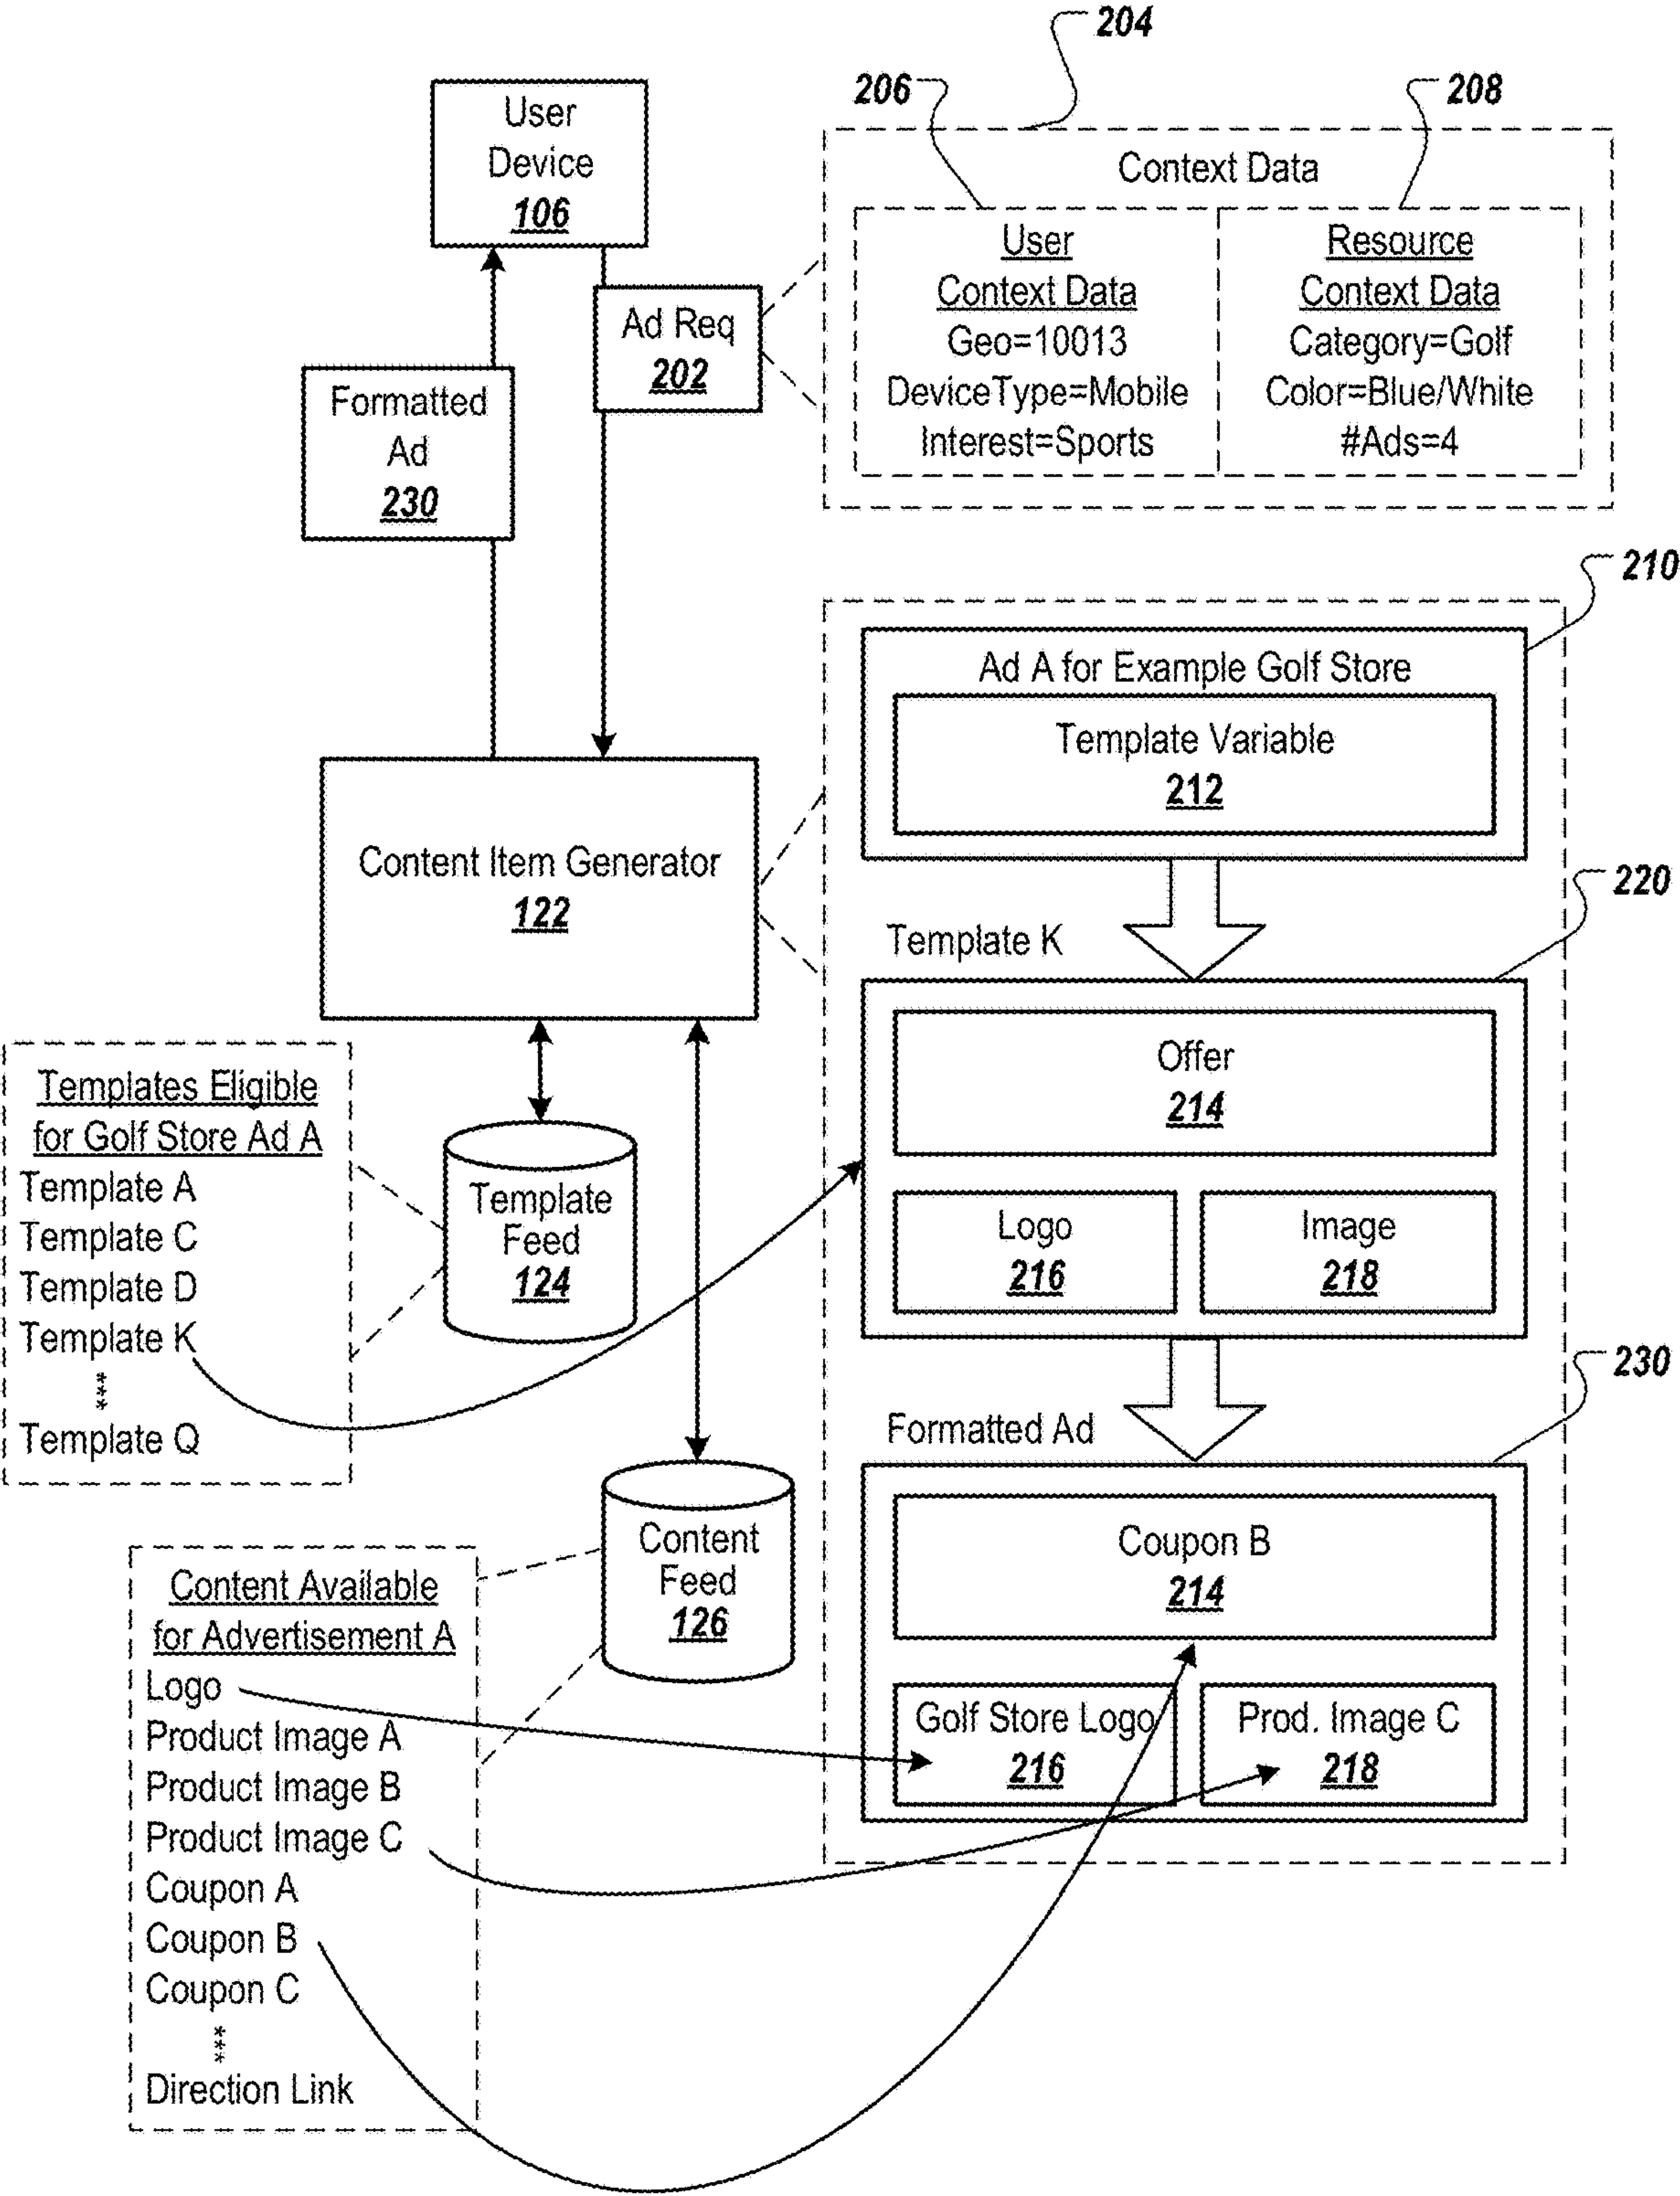 204
206
208
User
Device
106
Context Data
User
Context Data
Geo=10013
DeviceType=Mobile
Interest=Sports
Resource
Context Data
Category=Golf
Color=Blue/White
#Ads=4
Ad Req
202
Formatted
Ad
230
210
Ad A for Example Golf Store
Template Variable
212
Content Item Generator
122
220
Template K
Offer
214
Logo
216
Image
218
Templates Eligible
for Golf Store Ad A
Template A
Template C
Template D
Template K
***
Template Q
Template
Feed
124
230
Formatted Ad
Coupon B
214
Golf Store Logo
216
Prod. Image C
218
Content
Feed
126
Content Available
for Advertisement A
Logo
Product Image A
Product Image B
Product Image C
Coupon A
Coupon B
Coupon C
***
Direction Link